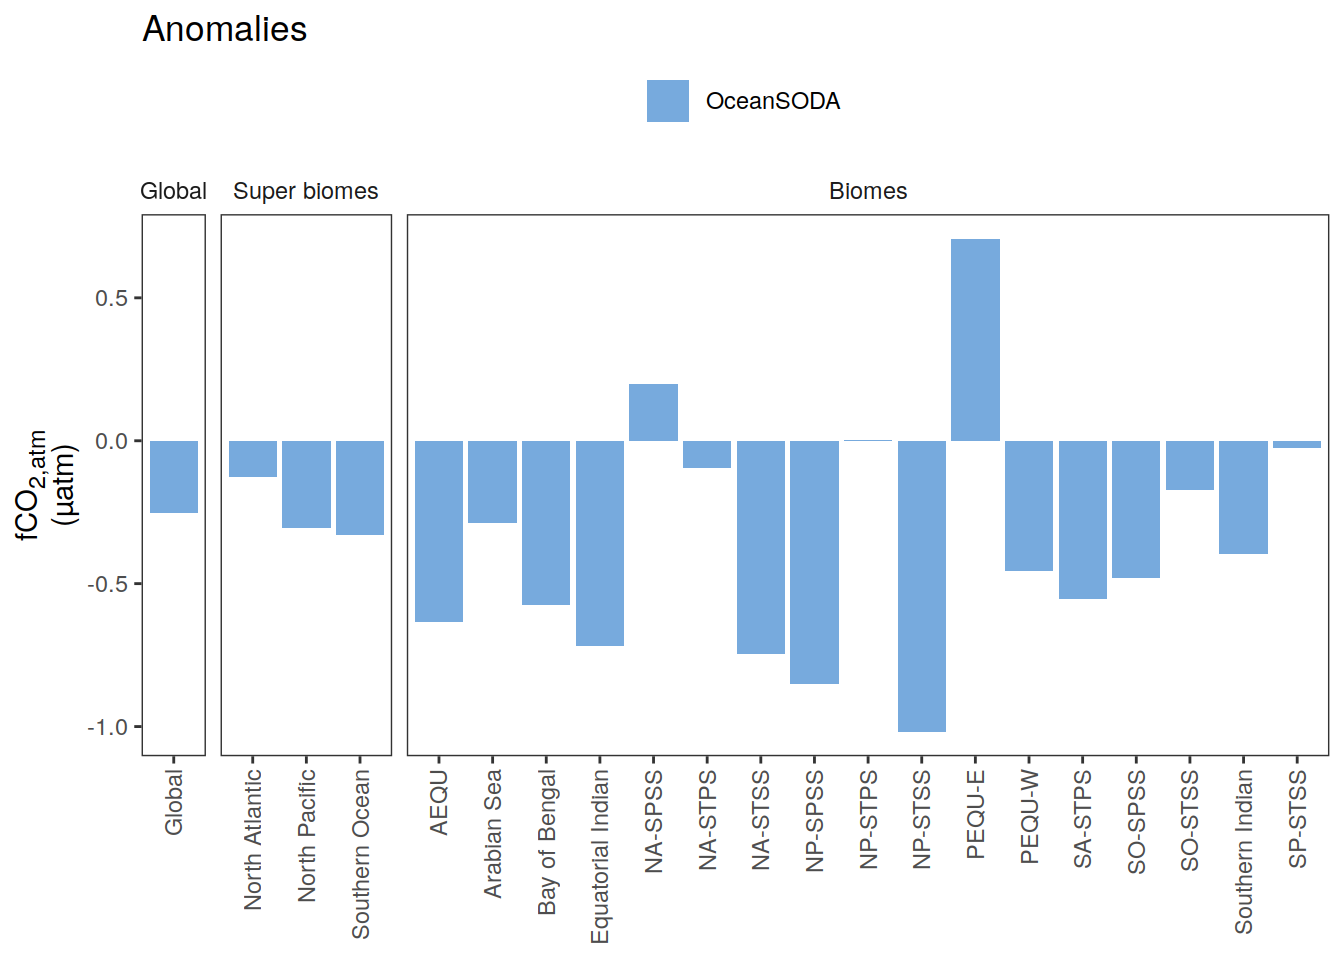 Anomalies
OceanSODA
Global
Super biomes
Biomes
fCO2,atm
(µatm)
0.5
0.0
-0.5
-1.0
Global
North Atlantic
North Pacific
Southern Ocean
AEQU
Arabian Sea
Bay of Bengal
Equatorial Indian
NA-SPSS
NA-STPS
NA-STSS
NP-SPSS
NP-STPS
NP-STSS
PEQU-E
PEQU-W
SA-STPS
SO-SPSS
SO-STSS
Southern Indian
SP-STSS